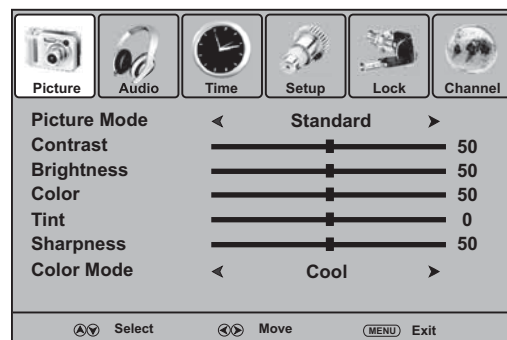 Picture Audio Time Setup Lock Channel
Picture Mode Standard
Contrast 50
Brightness 50
Color 50
Tint 0
Sharpness 50
Color Mode Cool
Select Move MENU Exit